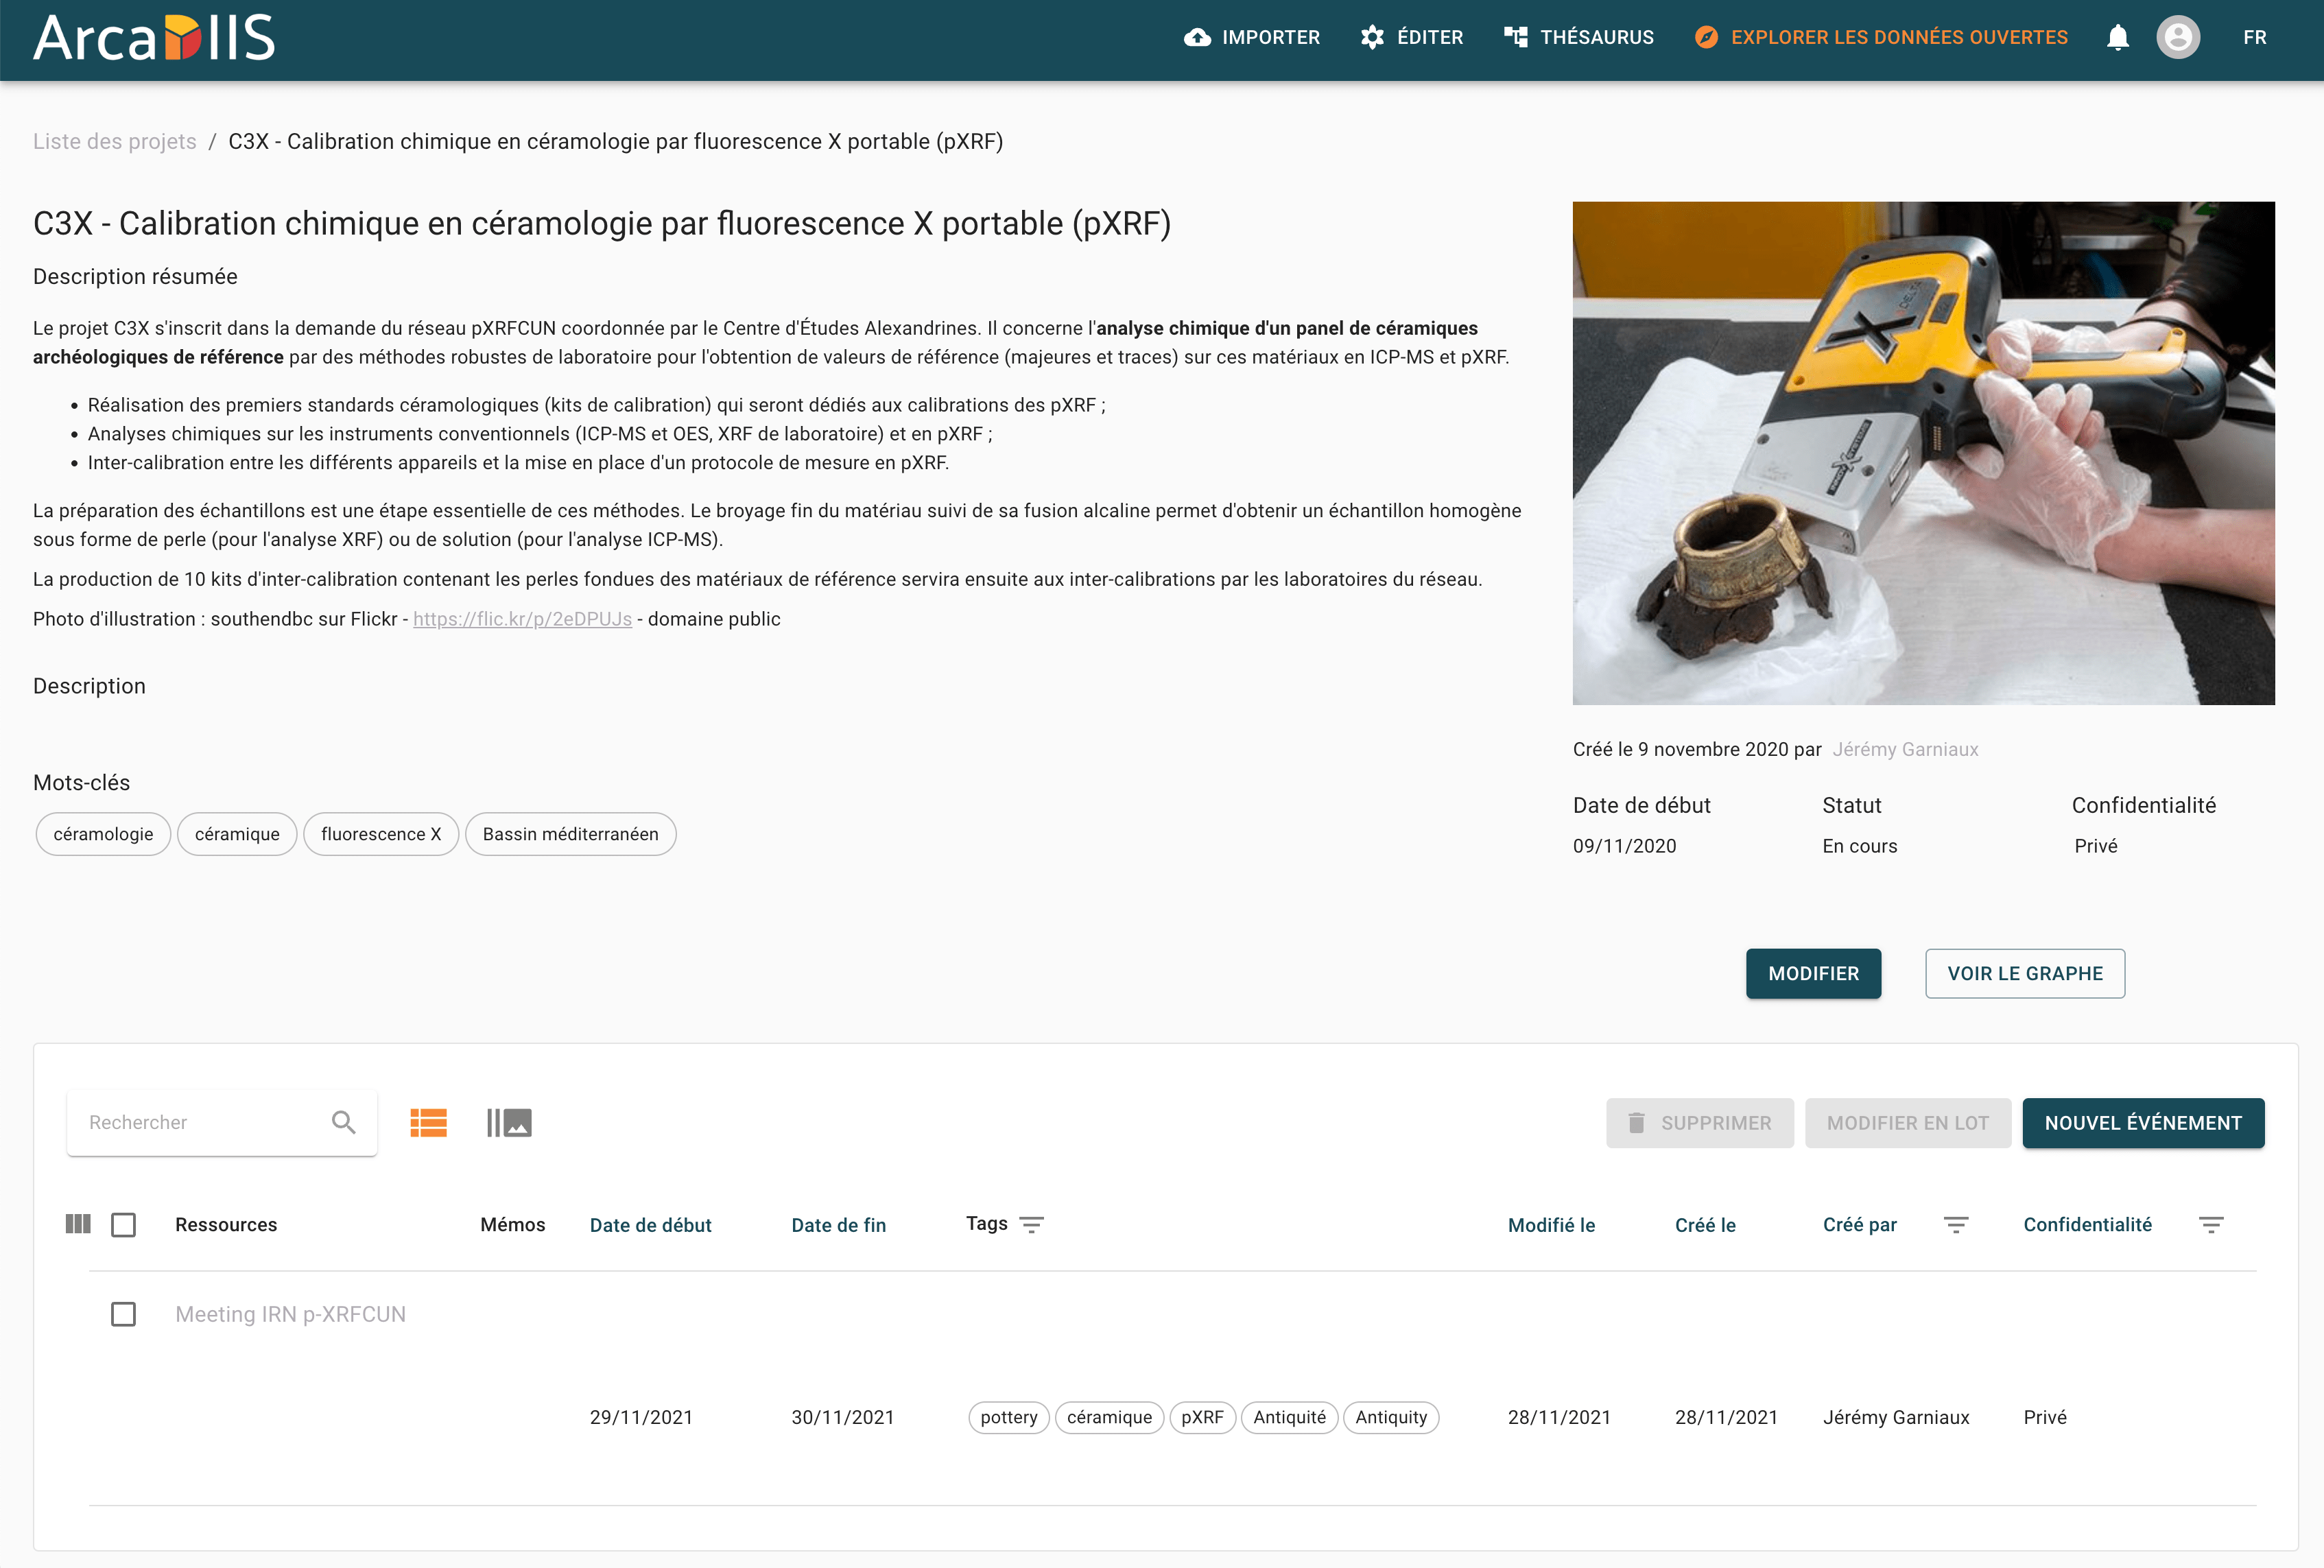 ArcaDIIS
IMPORTER
ÉDITER
THÉSAURUS
EXPLORER LES DONNÉES OUVERTES
FR
Liste des projets / C3X - Calibration chimique en céramologie par fluorescence X portable (pXRF)
C3X - Calibration chimique en céramologie par fluorescence X portable (pXRF)
Description résumée
Le projet C3X s'inscrit dans la demande du réseau pXRFCUN coordonnée par le Centre d'Études Alexandrines. Il concerne l'analyse chimique d'un panel de céramiques
archéologiques de référence par des méthodes robustes de laboratoire pour l'obtention de valeurs de référence (majeures et traces) sur ces matériaux en ICP-MS et pXRF.
• Réalisation des premiers standards céramologiques (kits de calibration) qui seront dédiés aux calibrations des pXRF ;
• Analyses chimiques sur les instruments conventionnels (ICP-MS et OES, XRF de laboratoire) et en pXRF ;
• Inter-calibration entre les différents appareils et la mise en place d'un protocole de mesure en pXRF.
La préparation des échantillons est une étape essentielle de ces méthodes. Le broyage fin du matériau suivi de sa fusion alcaline permet d'obtenir un échantillon homogène
sous forme de perle (pour l'analyse XRF) ou de solution (pour l'analyse ICP-MS).
La production de 10 kits d'inter-calibration contenant les perles fondues des matériaux de référence servira ensuite aux inter-calibrations par les laboratoires du réseau.
Photo d'illustration : southendbc sur Flickr - https://flic.kr/p/2eDPUJs - domaine public
Description
Mots-clés
céramologie
céramique
fluorescence X
Bassin méditerranéen
DELTA
Créé le 9 novembre 2020 par Jérémy Garniaux
Date de début
Statut
Confidentialité
09/11/2020
En cours
Privé
MODIFIER
VOIR LE GRAPHE
Rechercher
SUPPRIMER
MODIFIER EN LOT
NOUVEL ÉVÉNEMENT
Ressources
Mémos
Date de début
Date de fin
Tags
Modifié le
Créé le
Créé par
Confidentialité
Meeting IRN p-XRFCUN
29/11/2021
30/11/2021
pottery
céramique
pXRF
Antiquité
Antiquity
28/11/2021
28/11/2021
Jérémy Garniaux
Privé